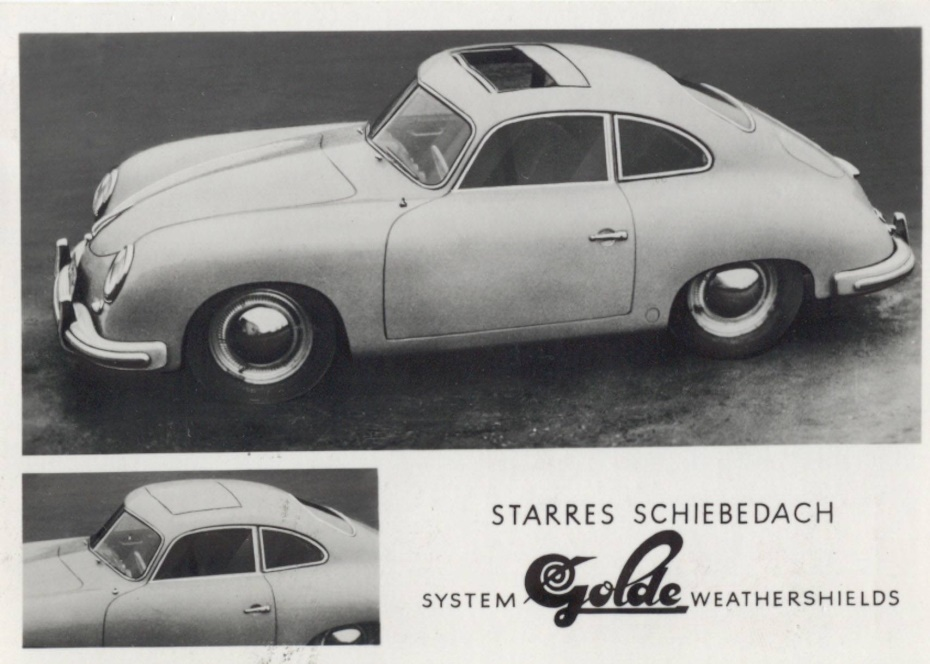 STARRES SCHIEBEDACH
SYSTEM Golde WEATHERSHIELDS